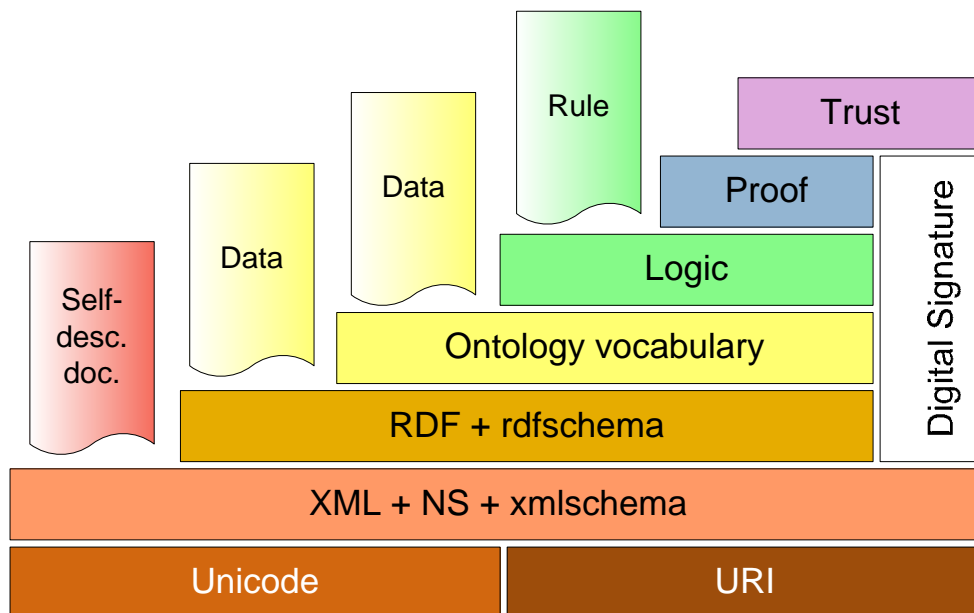 Rule
Trust
Data
Proof
Data
Logic
Self-
desc.
doc.
Ontology vocabulary
Digital Signature
RDF + rdfschema
XML + NS + xmlschema
Unicode
URI